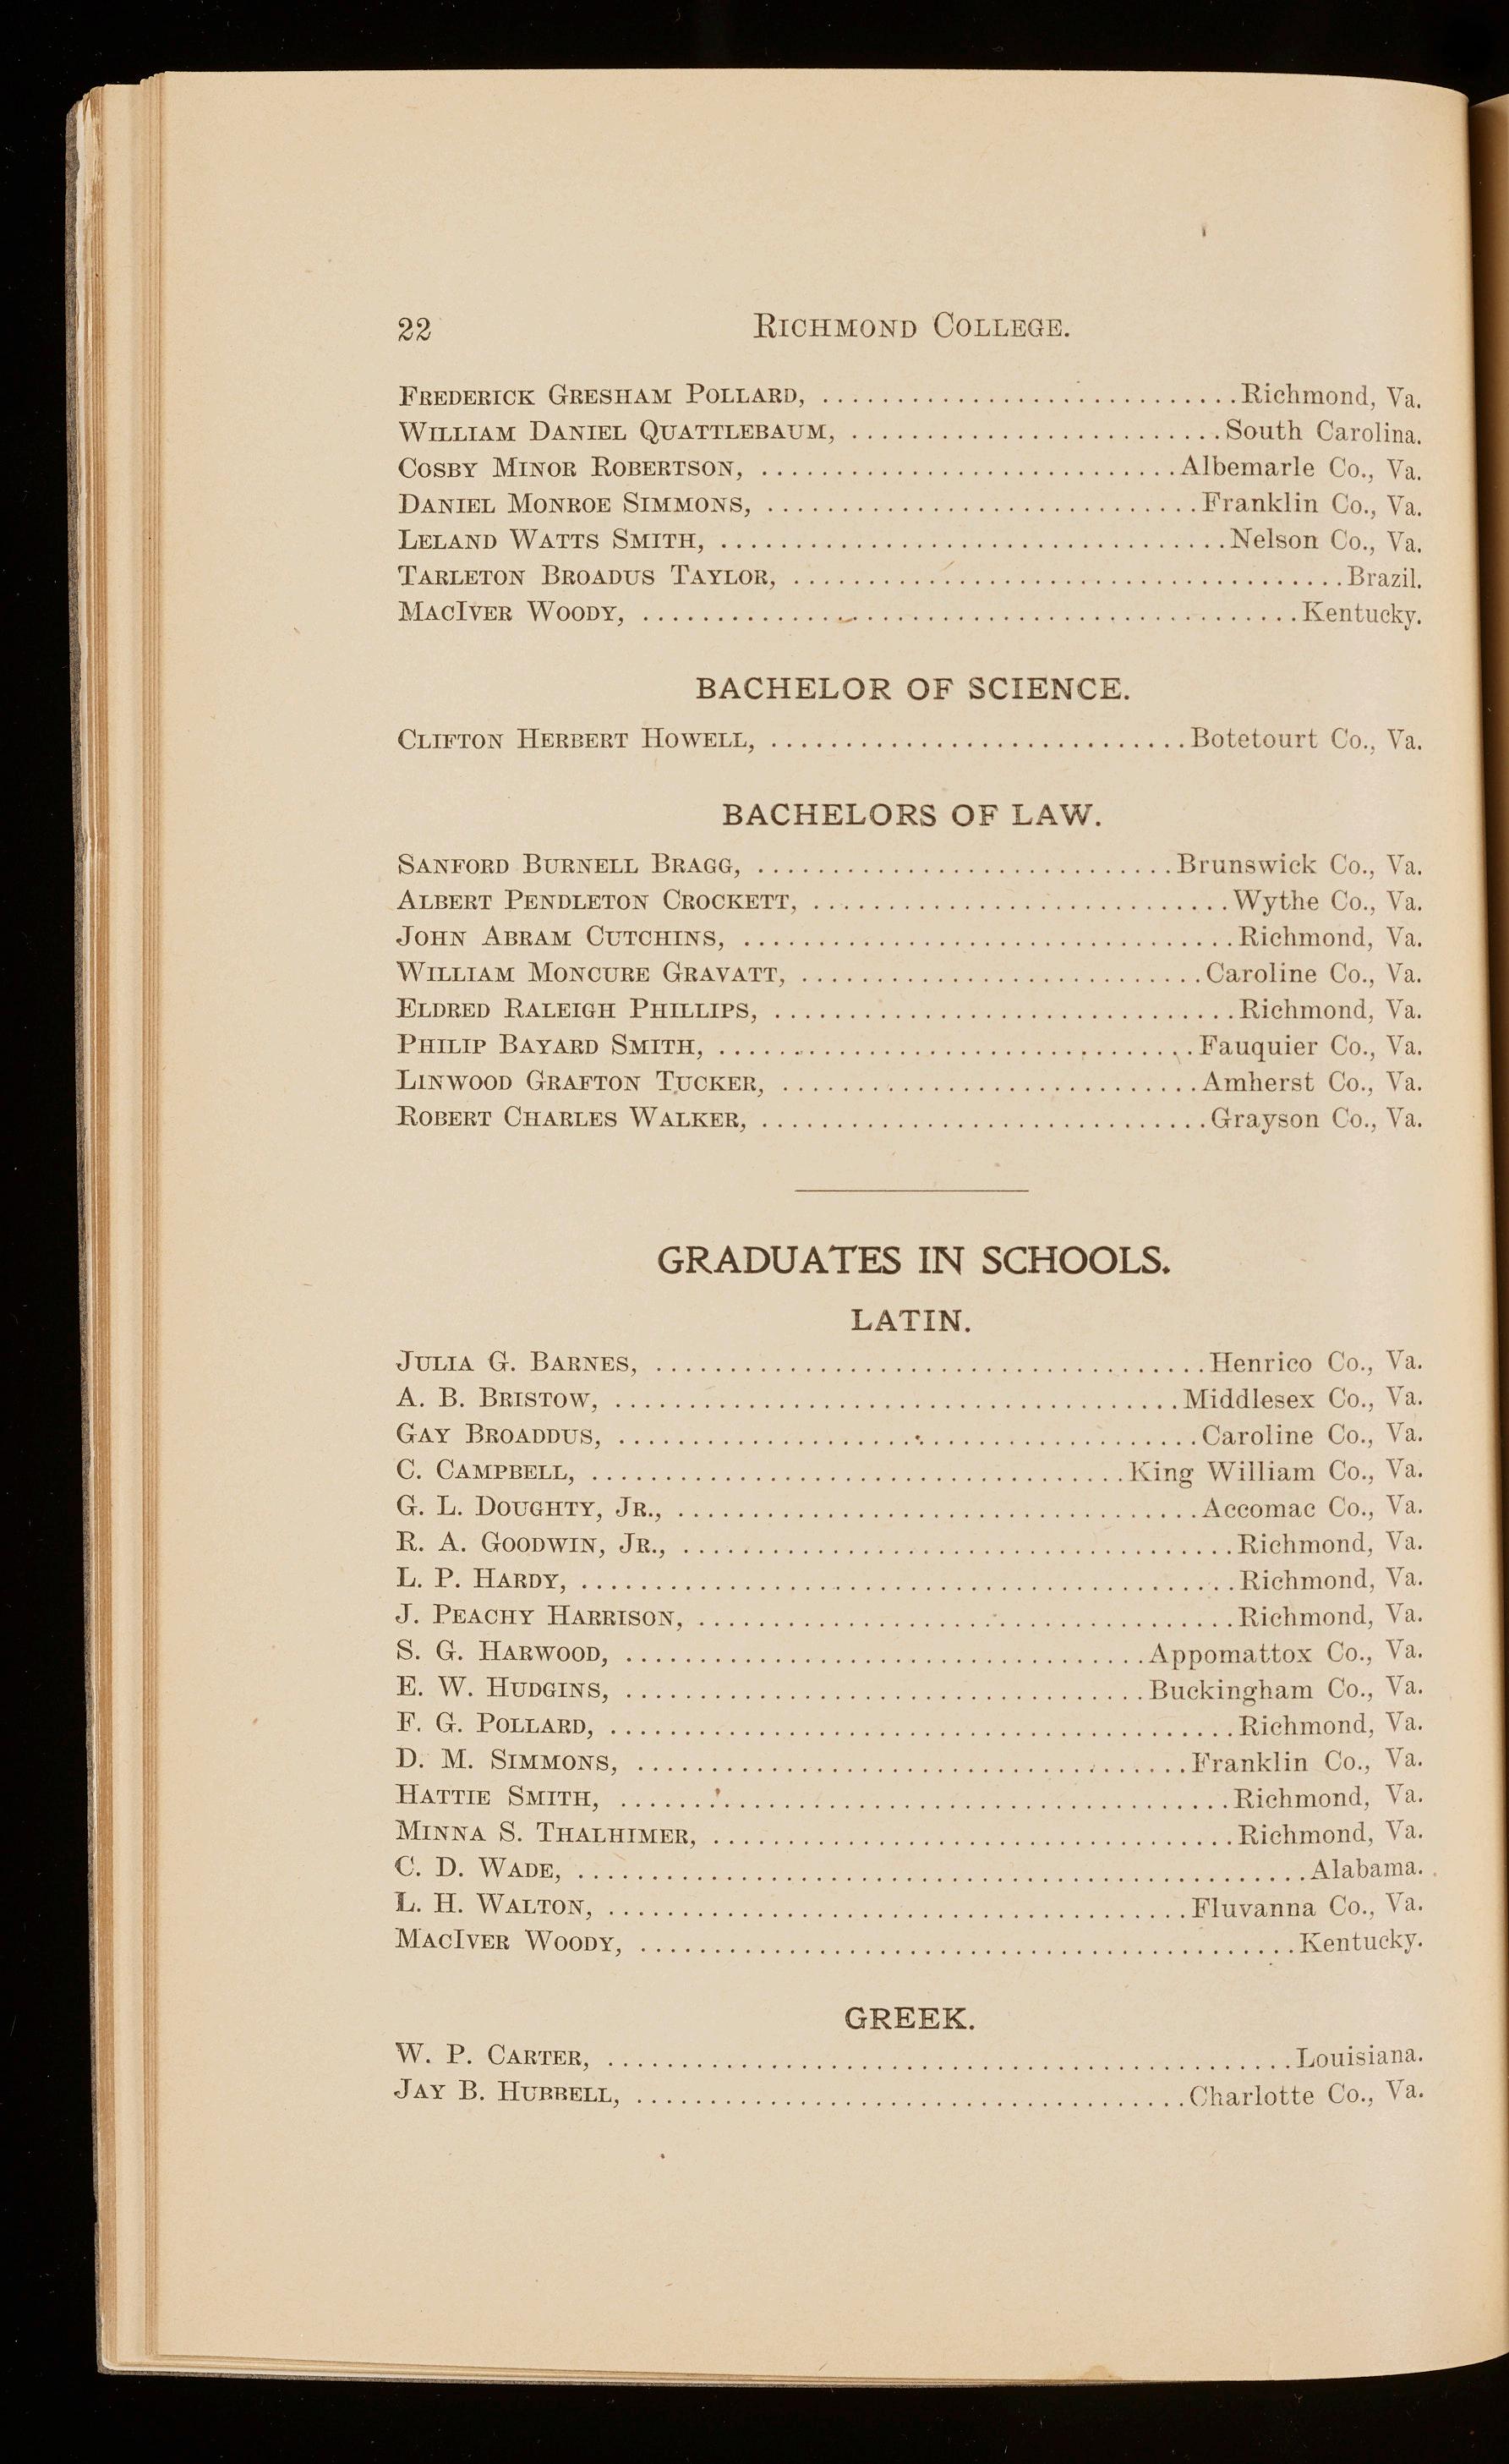 22 RICHMOND COLLEGE.
FREDERICK GRESHAM POLLARD, ............................Richmond, Va.
WILLIAM DANIEL QUATTLEBAUM, .........................South Carolina.
COSBY MINOR ROBERTSON, ............................Albemarle Co., Va.
DANIEL MONROE SIMMONS, .............................Franklin Co., Va.
LELAND WATTS SMITH, ..................................Nelson Co., Va.
TARLETON BROADUS TAYLOR, .....................................Brazil.
MACIVER WOODY, ............................................Kentucky.
BACHELOR OF SCIENCE.
CLIFTON HERBERT HOWELL, ............................Botetourt Co., Va.
BACHELORS OF LAW.
SANFORD BURNELL BRAGG, ............................Brunswick Co., Va.
ALBERT PENDLETON CROCKETT, ............................Wythe Co., Va.
JOHN ABRAM CUTCHINS, .................................Richmond, Va.
WILLIAM MONCURE GRAVATT, ...........................Caroline Co., Va.
ELDRED RALEIGH PHILLIPS, ...............................Richmond, Va.
PHILIP BAYARD SMITH, ................................Fauquier Co., Va.
LINWOOD GRAFTON TUCKER, ............................Amherst Co., Va.
ROBERT CHARLES WALKER, ..............................Grayson Co., Va.
GRADUATES IN SCHOOLS.
LATIN.
JULIA G. BARNES, .....................................Henrico Co., Va.
A. B. BRISTOW, ......................................Middlesex Co., Va.
GAY BROADDUS, .......................................Caroline Co., Va.
C. CAMPBELL, ....................................King William Co., Va.
G. L. DOUGHTY, JR., ...................................Accomac Co., Va.
R. A. GOODWIN, JR., .....................................Richmond, Va.
L. P. HARDY, ............................................Richmond, Va.
J. PEACHY HARRISON, ....................................Richmond, Va.
S. G. HARWOOD, ...................................Appomattox Co., Va.
E. W. HUDGINS, ...................................Buckingham Co., Va.
F. G. POLLARD, ..........................................Richmond, Va.
D. M. SIMMONS, .....................................Franklin Co., Va.
HATTIE SMITH, .........................................Richmond, Va.
MINNA S. THALHIMER, ...................................Richmond, Va.
C. D. WADE, .................................................Alabama.
L. H. WALTON, .......................................Fluvanna Co., Va.
MACIVER WOODY, ............................................Kentucky.
GREEK.
W. P. CARTER, ..............................................Louisiana.
JAY B. HUBBELL, .....................................Charlotte Co., Va.